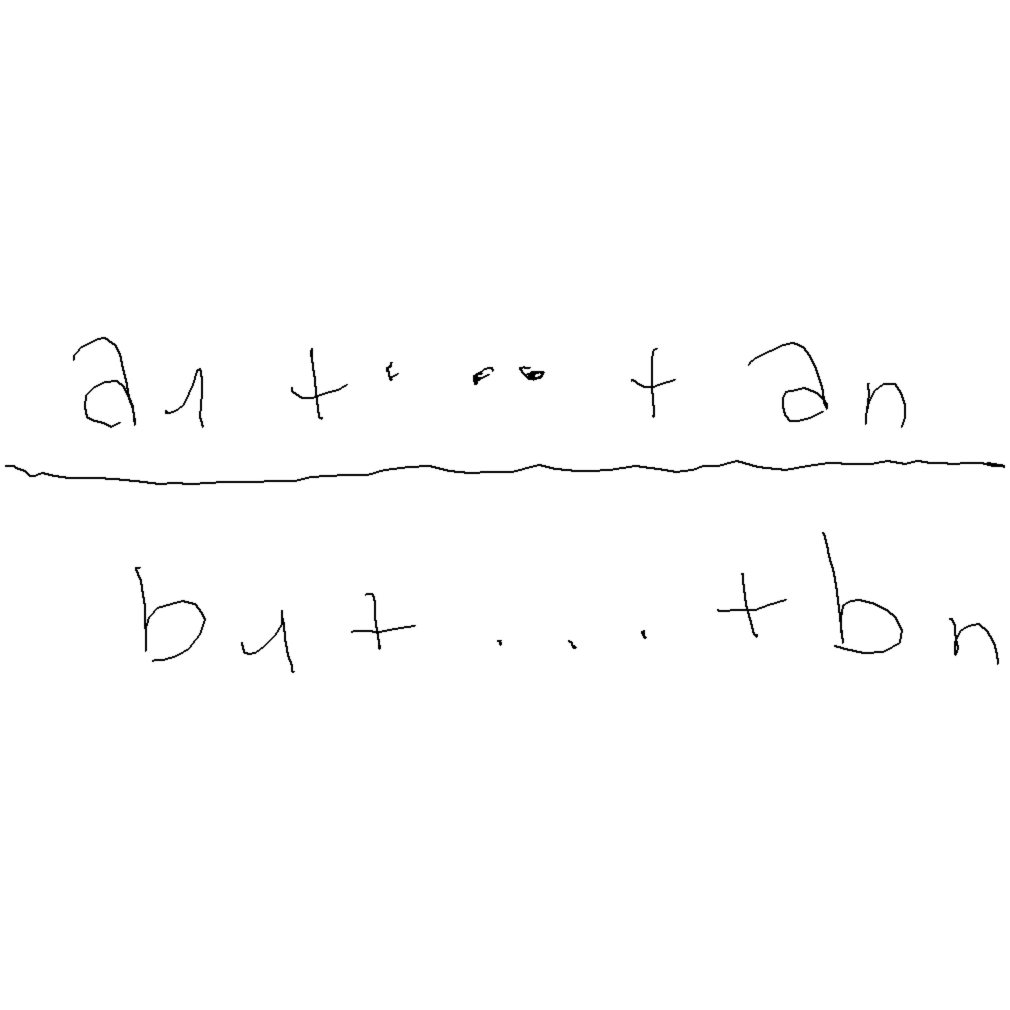 a1 + ... + an
b1 + ... + bn